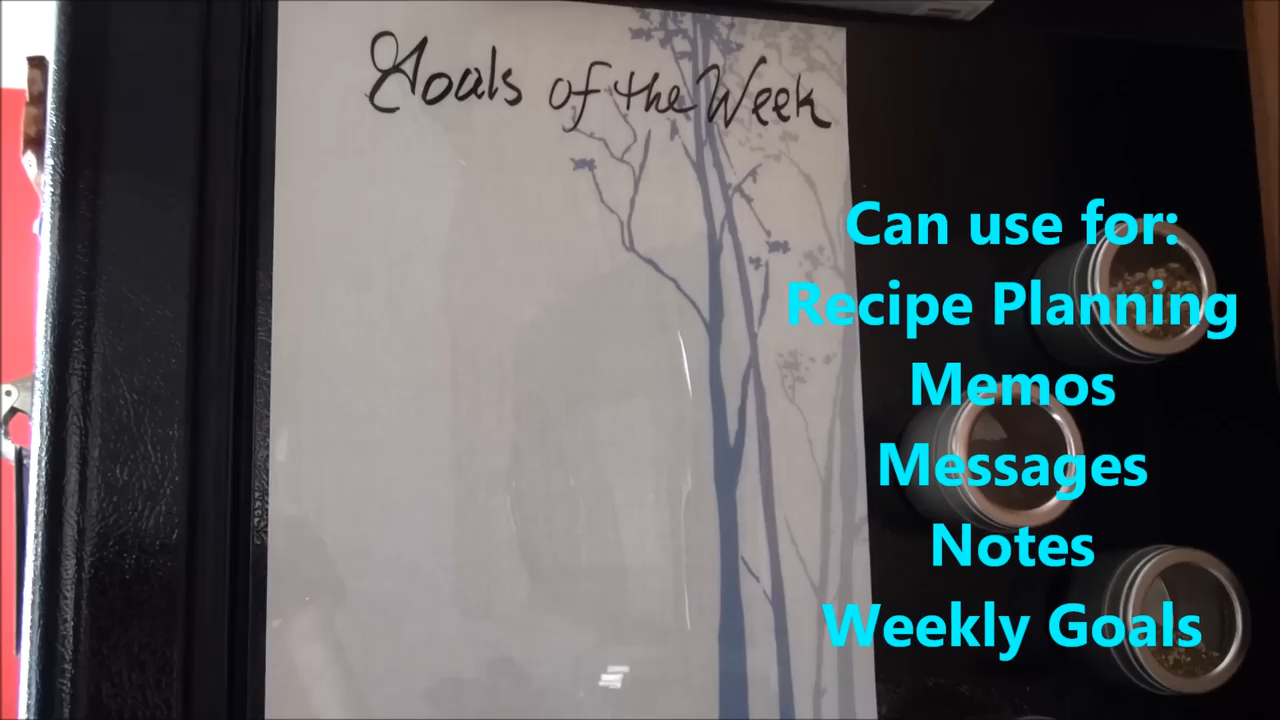 Goals of the Week
Can use for:
Recipe Planning
Memos
Messages
Notes
Weekly Goals